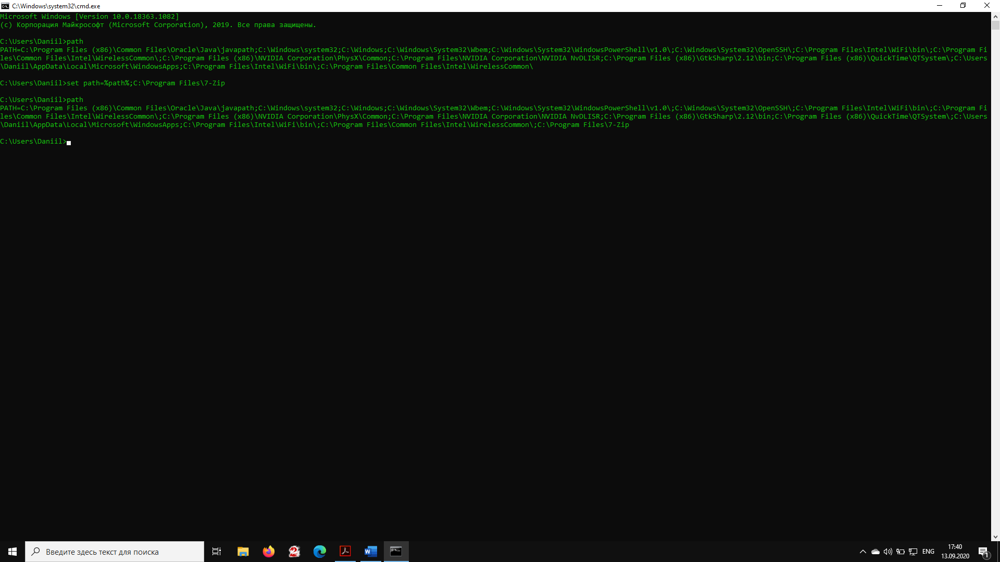 C:\Windows\system32\cmd.exe
Microsoft Windows [Version 10.0.18363.1082]
(c) Корпорация Майкрософт (Microsoft Corporation), 2019. Все права защищены.
C:\Users\Daniil>path
PATH=C:\Program Files (x86)\Common Files\Oracle\Java\javapath;C:\Windows\system32;C:\Windows;C:\Windows\System32\Wbem;C:\Windows\System32\WindowsPowerShell\v1.0\;C:\Windows\System32\OpenSSH\;C:\Program Files\Intel\WiFi\bin\;C:\Program Fi
les\Common Files\Intel\WirelessCommon\;C:\Program Files (x86)\NVIDIA Corporation\PhysX\Common;C:\Program Files\NVIDIA Corporation\NVIDIA NvDLISR;C:\Program Files (x86)\GtkSharp\2.12\bin;C:\Program Files (x86)\QuickTime\QTSystem\;C:\Users
\Daniil\AppData\Local\Microsoft\WindowsApps;C:\Program Files\Intel\WiFi\bin\;C:\Program Files\Common Files\Intel\WirelessCommon\
C:\Users\Daniil>set path=%path%;C:\Program Files\7-Zip
C:\Users\Daniil>path
PATH=C:\Program Files (x86)\Common Files\Oracle\Java\javapath;C:\Windows\system32;C:\Windows;C:\Windows\System32\Wbem;C:\Windows\System32\WindowsPowerShell\v1.0\;C:\Windows\System32\OpenSSH\;C:\Program Files\Intel\WiFi\bin\;C:\Program Fi
les\Common Files\Intel\WirelessCommon\;C:\Program Files (x86)\NVIDIA Corporation\PhysX\Common;C:\Program Files\NVIDIA Corporation\NVIDIA NvDLISR;C:\Program Files (x86)\GtkSharp\2.12\bin;C:\Program Files (x86)\QuickTime\QTSystem\;C:\Users
\Daniil\AppData\Local\Microsoft\WindowsApps;C:\Program Files\Intel\WiFi\bin\;C:\Program Files\Common Files\Intel\WirelessCommon\;C:\Program Files\7-Zip
C:\Users\Daniil>
Введите здесь текст для поиска
ENG
17:40
13.09.2020
1